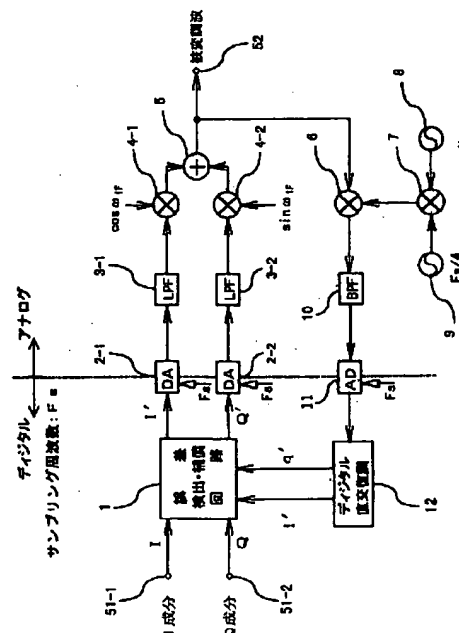 ディジタル
アナログ
サンプリング周波数: Fs
51-1
I成分
I
51-2
Q成分
Q
1
誤差
検出・補償
回路
I'
Q'
i'
q'
2-1
DA
Fs
2-2
DA
Fs
3-1
LPF
3-2
LPF
cosω1F
4-1
sinω1F
4-2
5
被変調波
52
6
7
8
9
Fs/4
10
BPF
11
AD
Fs
12
ディジタル
直交復調